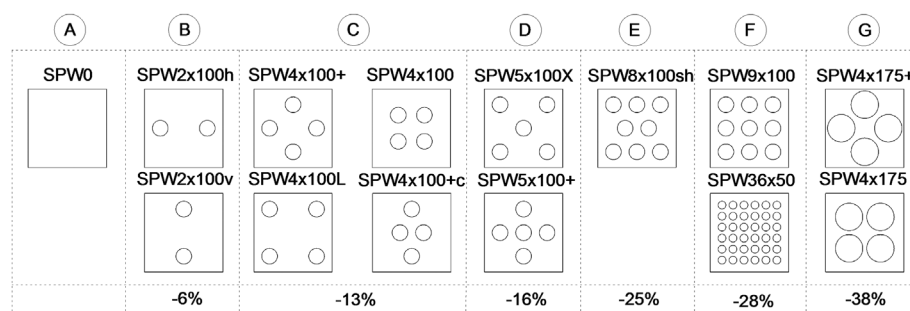 A B C D E F G
SPW0 SPW2x100h SPW4x100+ SPW4x100 SPW5x100X SPW8x100sh SPW9x100 SPW4x175+
SPW2x100v SPW4x100L SPW4x100+c SPW5x100+ SPW36x50 SPW4x175
-6% -13% -16% -25% -28% -38%